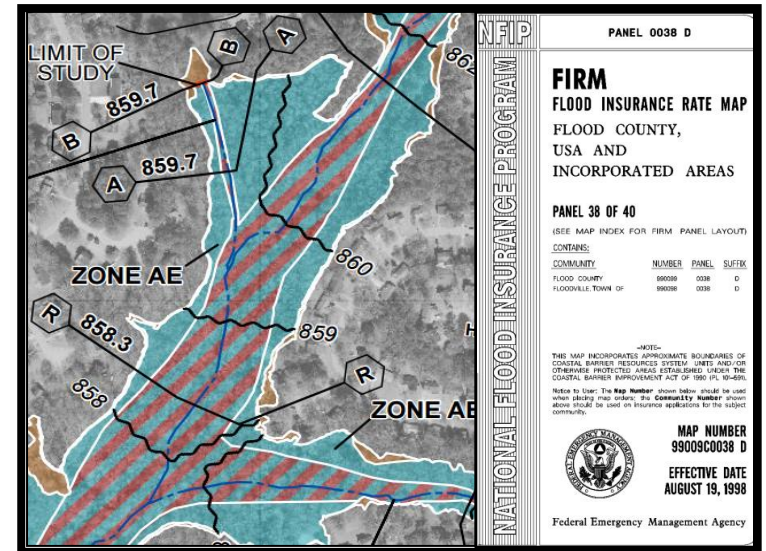 LIMIT OF
STUDY
B
A
859.7
B
862
A
859.7
860
ZONE AE
R
858.3
859
R
858
ZONE AE
NFIP
NATIONAL FLOOD INSURANCE PROGRAM
PANEL 0038 D
FIRM
FLOOD INSURANCE RATE MAP
FLOOD COUNTY,
USA AND
INCORPORATED AREAS
PANEL 38 OF 40
(SEE MAP INDEX FOR FIRM PANEL LAYOUT)
CONTAINS:
COMMUNITY NUMBER PANEL SUFFIX
FLOOD COUNTY 990099 0038 D
FLOODVILLE, TOWN OF 990098 0038 D
-NOTE-
THIS MAP INCORPORATES APPROXIMATE BOUNDARIES OF
COASTAL BARRIER RESOURCES SYSTEM UNITS AND/OR
OTHERWISE PROTECTED AREAS ESTABLISHED UNDER THE
COASTAL BARRIER IMPROVEMENT ACT OF 1990 (PL 101-591).
Notice to User: The Map Number shown below should be used
when placing map orders; the Community Number shown
above should be used on insurance applications for the subject
community.
MAP NUMBER
99009C0038 D
EFFECTIVE DATE
AUGUST 19, 1998
Federal Emergency Management Agency